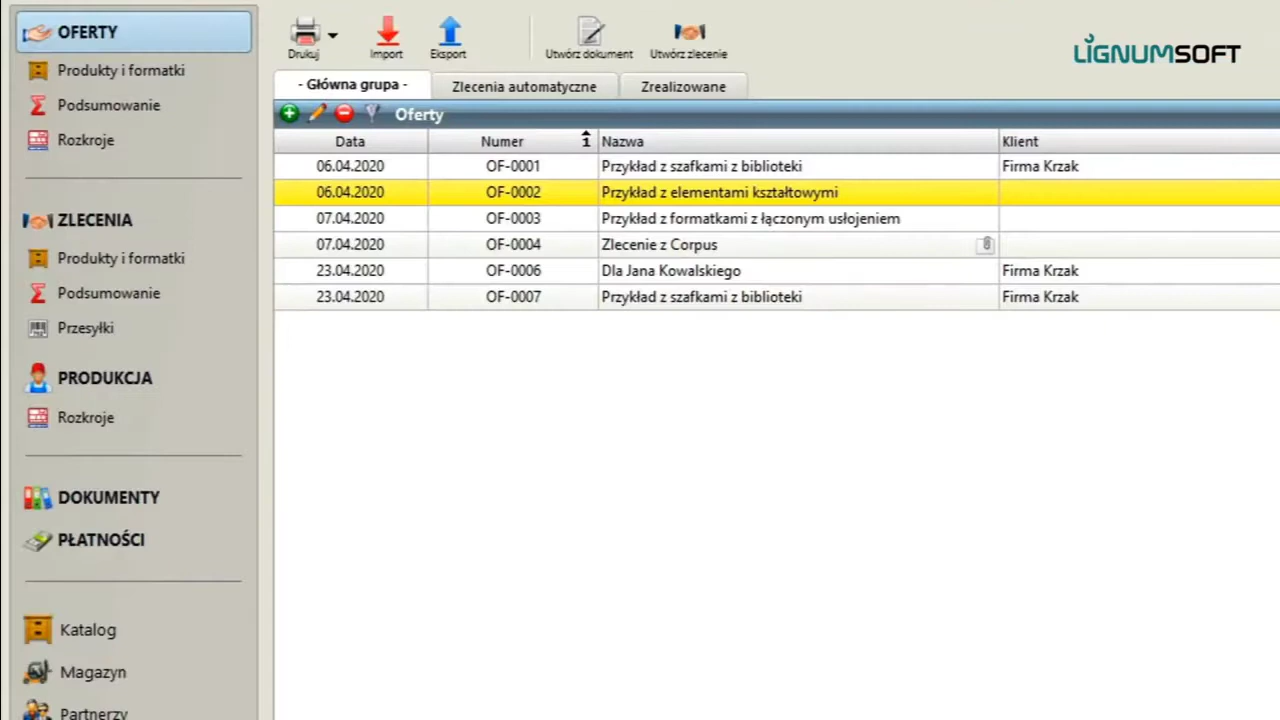 OFERTY
Produkty i formatki
Podsumowanie
Rozkroje
ZLECENIA
Produkty i formatki
Podsumowanie
Przesyłki
PRODUKCJA
Rozkroje
DOKUMENTY
PŁATNOŚCI
Katalog
Magazyn
Partnerzy
Drukuj Import Eksport Utwórz dokument Utwórz zlecenie
LIGNUMSOFT
- Główna grupa - Zlecenia automatyczne Zrealizowane
Oferty
Data Numer 1 Nazwa Klient
06.04.2020 OF-0001 Przykład z szafkami z biblioteki Firma Krzak
06.04.2020 OF-0002 Przykład z elementami kształtowymi
07.04.2020 OF-0003 Przykład z formatkami z łączonym usłojeniem
07.04.2020 OF-0004 Zlecenie z Corpus
23.04.2020 OF-0006 Dla Jana Kowalskiego Firma Krzak
23.04.2020 OF-0007 Przykład z szafkami z biblioteki Firma Krzak